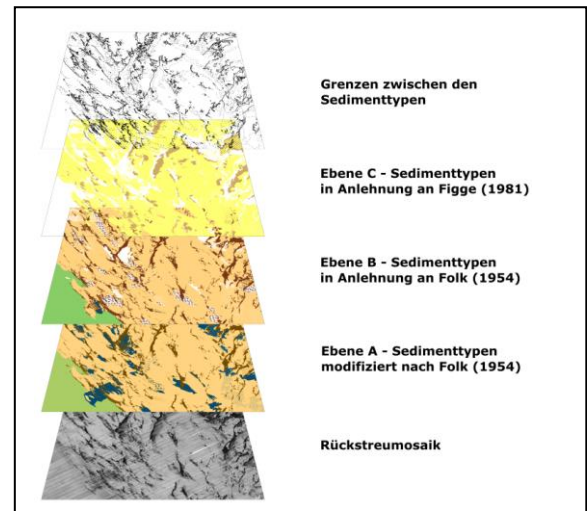 Grenzen zwischen den
Sedimenttypen
Ebene C - Sedimenttypen
in Anlehnung an Figge (1981)
Ebene B - Sedimenttypen
in Anlehnung an Folk (1954)
Ebene A - Sedimenttypen
modifiziert nach Folk (1954)
Rückstreumosaik